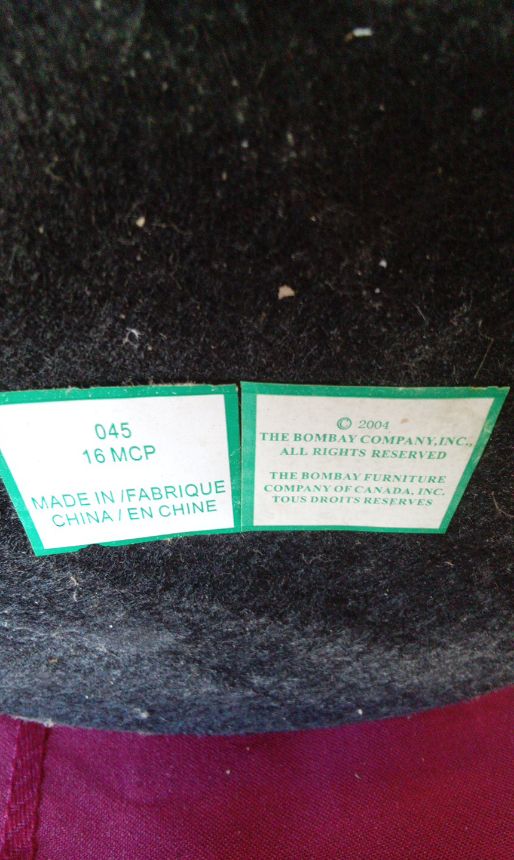 045
16 MCP
MADE IN /FABRIQUE
CHINA / EN CHINE
© 2004
THE BOMBAY COMPANY, INC.,
ALL RIGHTS RESERVED
THE BOMBAY FURNITURE
COMPANY OF CANADA, INC.
TOUS DROITS RESERVES